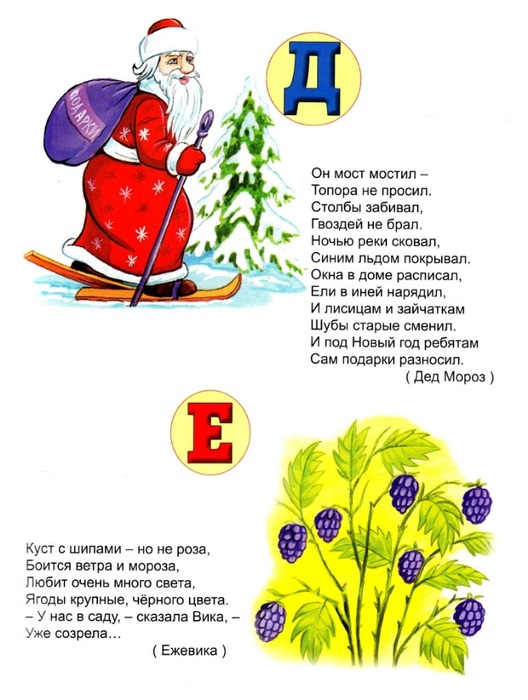 ПОДАРКИ
Д
Он мост мостил –
Топора не просил.
Столбы забивал,
Гвоздей не брал.
Ночью реки сковал,
Синим льдом покрывал.
Окна в доме расписал,
Ели в иней нарядил,
И лисицам и зайчаткам
Шубы старые сменил.
И под Новый год ребятам
Сам подарки разносил.
( Дед Мороз )
Е
Куст с шипами – но не роза,
Боится ветра и мороза,
Любит очень много света,
Ягоды крупные, чёрного цвета.
– У нас в саду, – сказала Вика, –
Уже созрела…
( Ежевика )